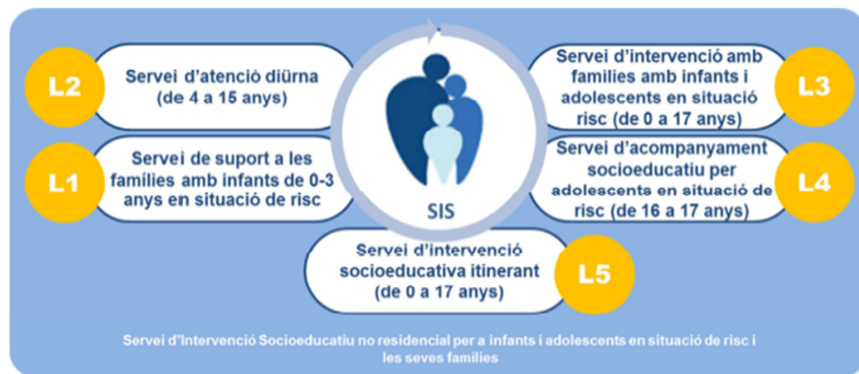 L2
Servei d'atenció diürna
(de 4 a 15 anys)
L1
Servei de suport a les
famílies amb infants de 0-3
anys en situació de risc
SIS
Servei d'intervenció amb
famílies amb infants i
adolescents en situació
risc (de 0 a 17 anys)
L3
Servei d'acompanyament
socioeducatiu per
adolescents en situació de
risc (de 16 a 17 anys)
L4
Servei d'intervenció
socioeducativa itinerant
(de 0 a 17 anys)
L5
Servei d'Intervenció Socioeducatiu no residencial per a infants i adolescents en situació de risc i
les seves famílies